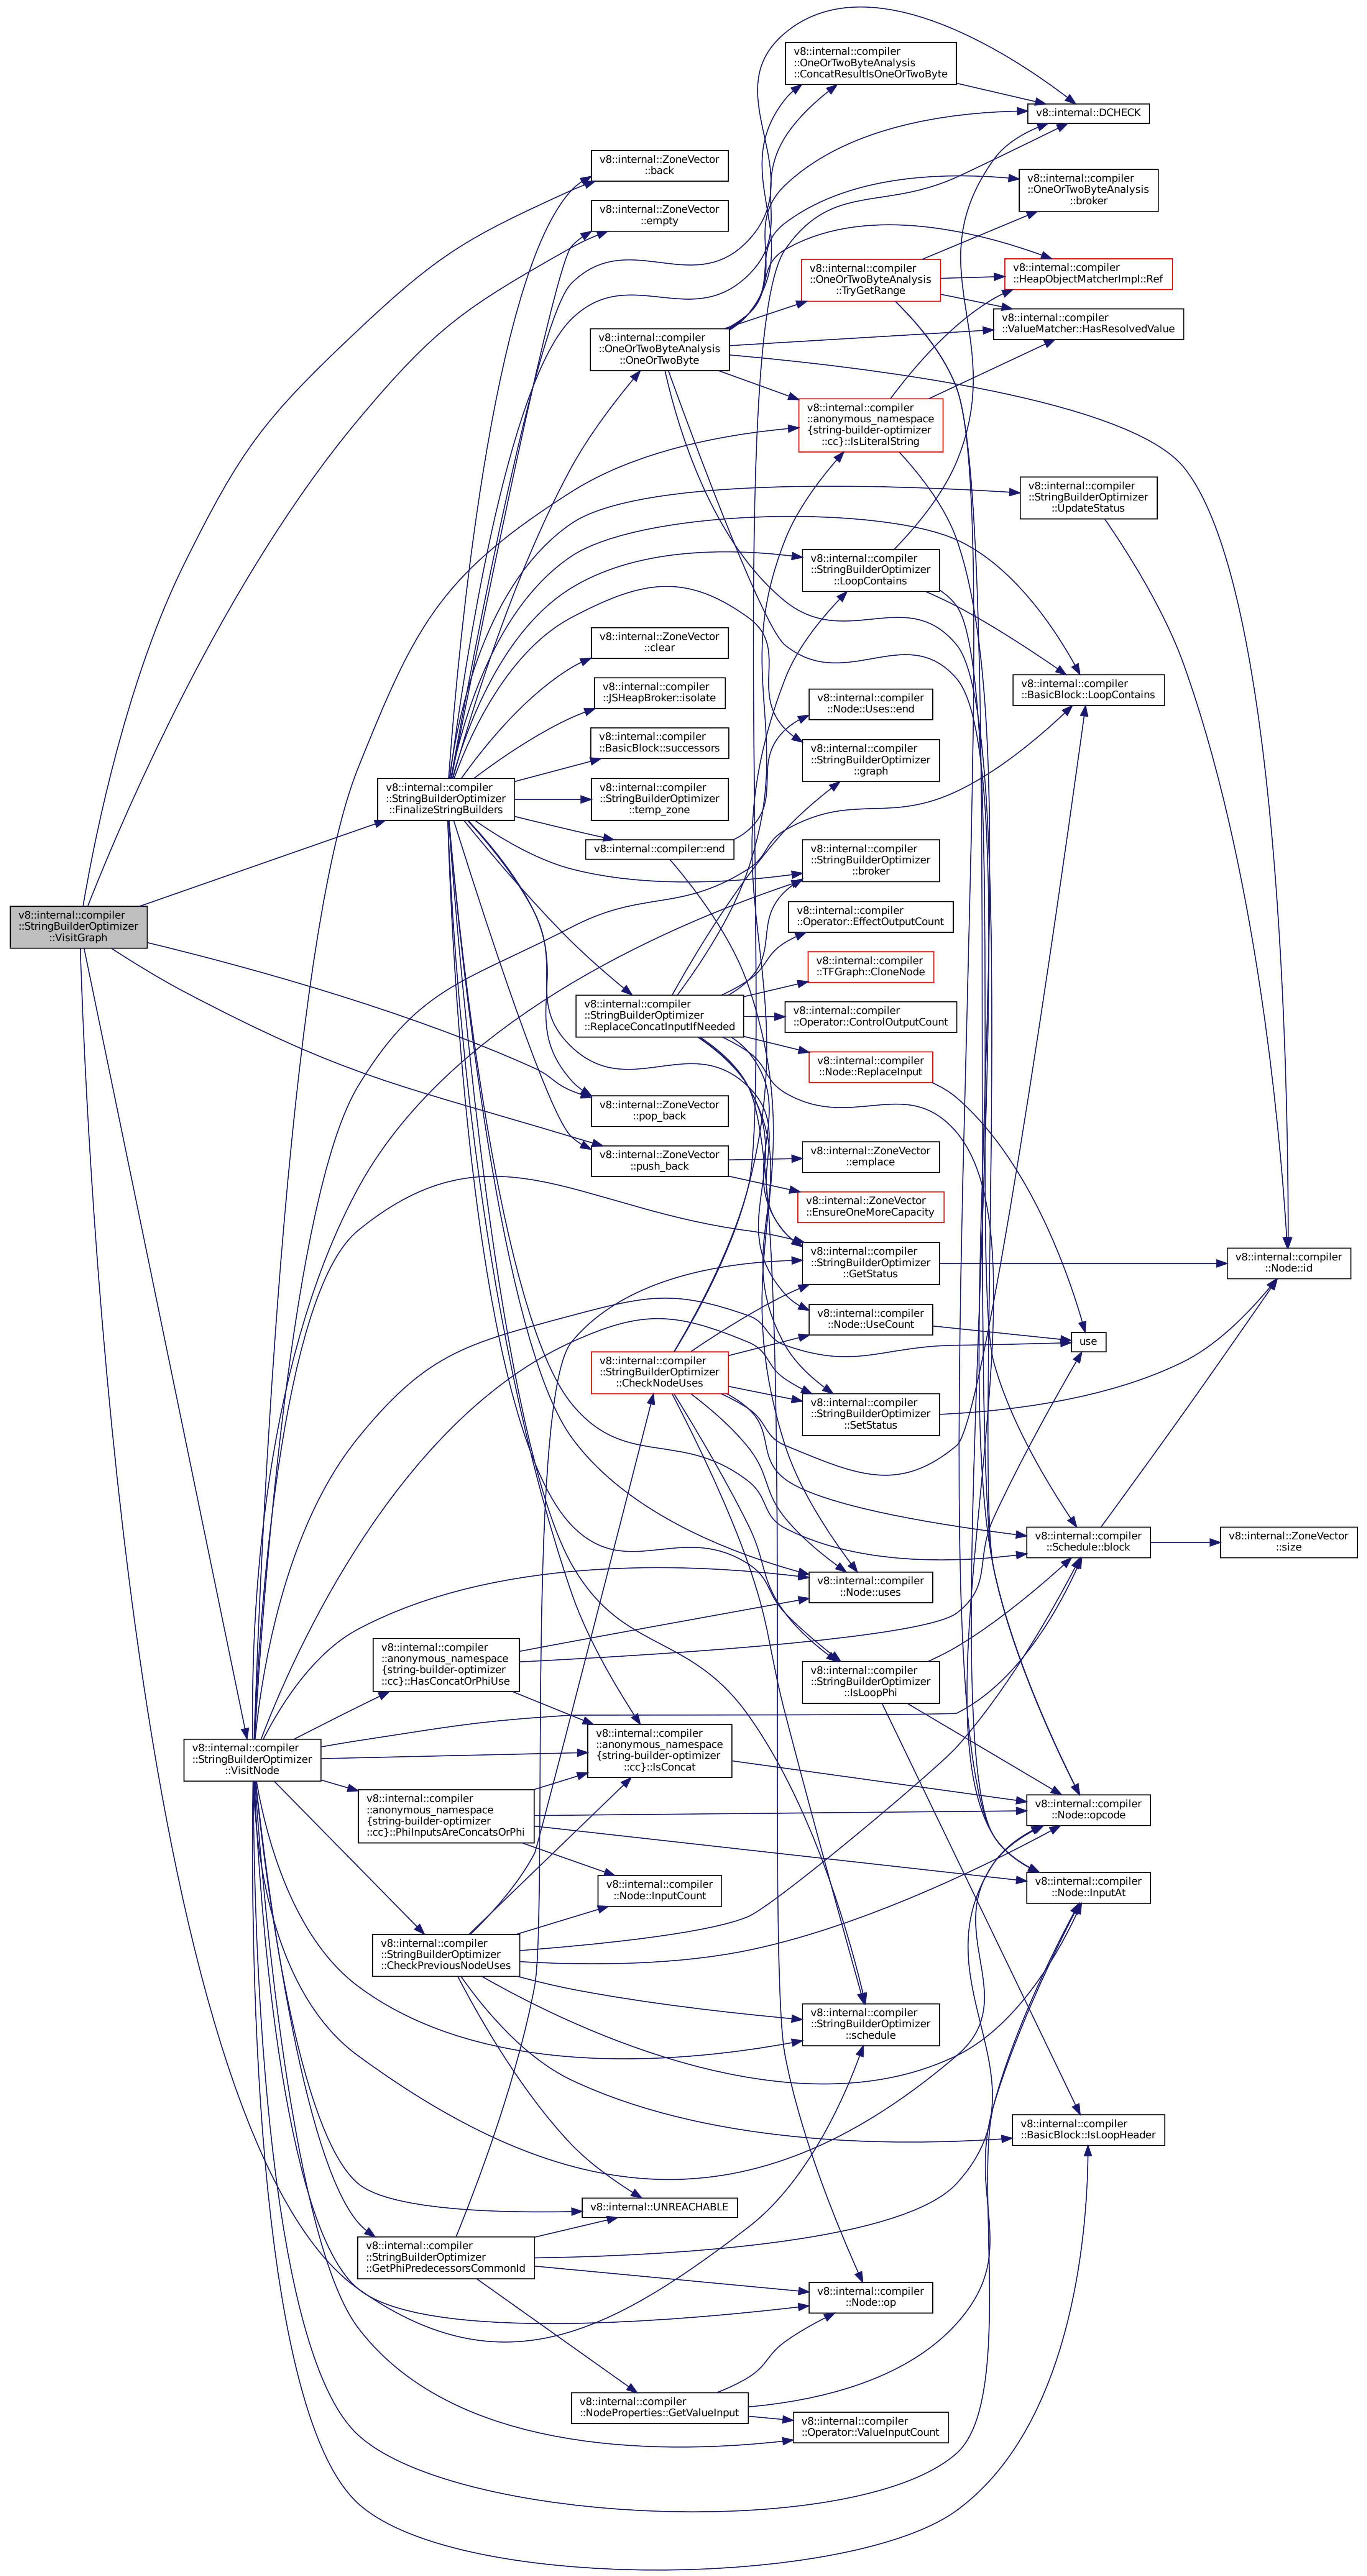 v8::internal::compiler
::OneOrTwoByteAnalysis
::ConcatResultIsOneOrTwoByte
v8::internal::DCHECK
v8::internal::ZoneVector
::back
v8::internal::compiler
::OneOrTwoByteAnalysis
::broker
v8::internal::ZoneVector
::empty
v8::internal::compiler
::OneOrTwoByteAnalysis
::TryGetRange
v8::internal::compiler
::HeapObjectMatcherImpl::Ref
v8::internal::compiler
::ValueMatcher::HasResolvedValue
v8::internal::compiler
::OneOrTwoByteAnalysis
::OneOrTwoByte
v8::internal::compiler
::anonymous_namespace
{string-builder-optimizer
::cc}::IsLiteralString
v8::internal::compiler
::StringBuilderOptimizer
::UpdateStatus
v8::internal::compiler
::StringBuilderOptimizer
::LoopContains
v8::internal::ZoneVector
::clear
v8::internal::compiler
::JSHeapBroker::isolate
v8::internal::compiler
::BasicBlock::LoopContains
v8::internal::compiler
::Node::Uses::end
v8::internal::compiler
::BasicBlock::successors
v8::internal::compiler
::StringBuilderOptimizer
::graph
v8::internal::compiler
::StringBuilderOptimizer
::FinalizeStringBuilders
v8::internal::compiler
::StringBuilderOptimizer
::temp_zone
v8::internal::compiler::end
v8::internal::compiler
::StringBuilderOptimizer
::broker
v8::internal::compiler
::StringBuilderOptimizer
::VisitGraph
v8::internal::compiler
::Operator::EffectOutputCount
v8::internal::compiler
::TFGraph::CloneNode
v8::internal::compiler
::StringBuilderOptimizer
::ReplaceConcatInputIfNeeded
v8::internal::compiler
::Operator::ControlOutputCount
v8::internal::compiler
::Node::ReplaceInput
v8::internal::ZoneVector
::pop_back
v8::internal::ZoneVector
::push_back
v8::internal::ZoneVector
::emplace
v8::internal::ZoneVector
::EnsureOneMoreCapacity
v8::internal::compiler
::StringBuilderOptimizer
::GetStatus
v8::internal::compiler
::Node::id
v8::internal::compiler
::Node::UseCount
use
v8::internal::compiler
::StringBuilderOptimizer
::CheckNodeUses
v8::internal::compiler
::StringBuilderOptimizer
::SetStatus
v8::internal::compiler
::Schedule::block
v8::internal::ZoneVector
::size
v8::internal::compiler
::Node::uses
v8::internal::compiler
::anonymous_namespace
{string-builder-optimizer
::cc}::HasConcatOrPhiUse
v8::internal::compiler
::StringBuilderOptimizer
::IsLoopPhi
v8::internal::compiler
::StringBuilderOptimizer
::VisitNode
v8::internal::compiler
::anonymous_namespace
{string-builder-optimizer
::cc}::IsConcat
v8::internal::compiler
::anonymous_namespace
{string-builder-optimizer
::cc}::PhiInputsAreConcatsOrPhi
v8::internal::compiler
::Node::opcode
v8::internal::compiler
::Node::InputCount
v8::internal::compiler
::Node::InputAt
v8::internal::compiler
::StringBuilderOptimizer
::CheckPreviousNodeUses
v8::internal::compiler
::StringBuilderOptimizer
::schedule
v8::internal::compiler
::BasicBlock::IsLoopHeader
v8::internal::UNREACHABLE
v8::internal::compiler
::StringBuilderOptimizer
::GetPhiPredecessorsCommonId
v8::internal::compiler
::Node::op
v8::internal::compiler
::NodeProperties::GetValueInput
v8::internal::compiler
::Operator::ValueInputCount